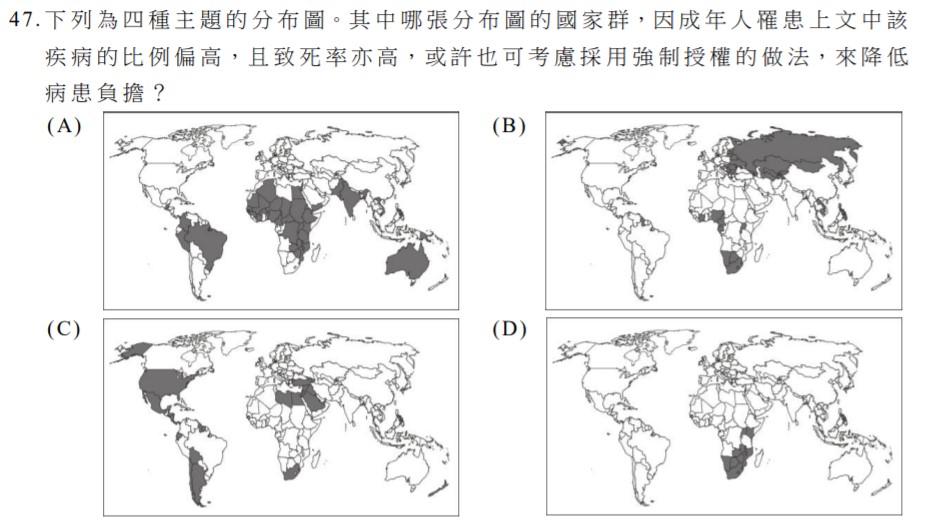 47.下列為四種主題的分布圖。其中哪張分布圖的國家群，因成年人罹患上文中該
疾病的比例偏高，且致死率亦高，或許也可考慮採用強制授權的做法，來降低
病患負擔？
(A)
(B)
(C)
(D)